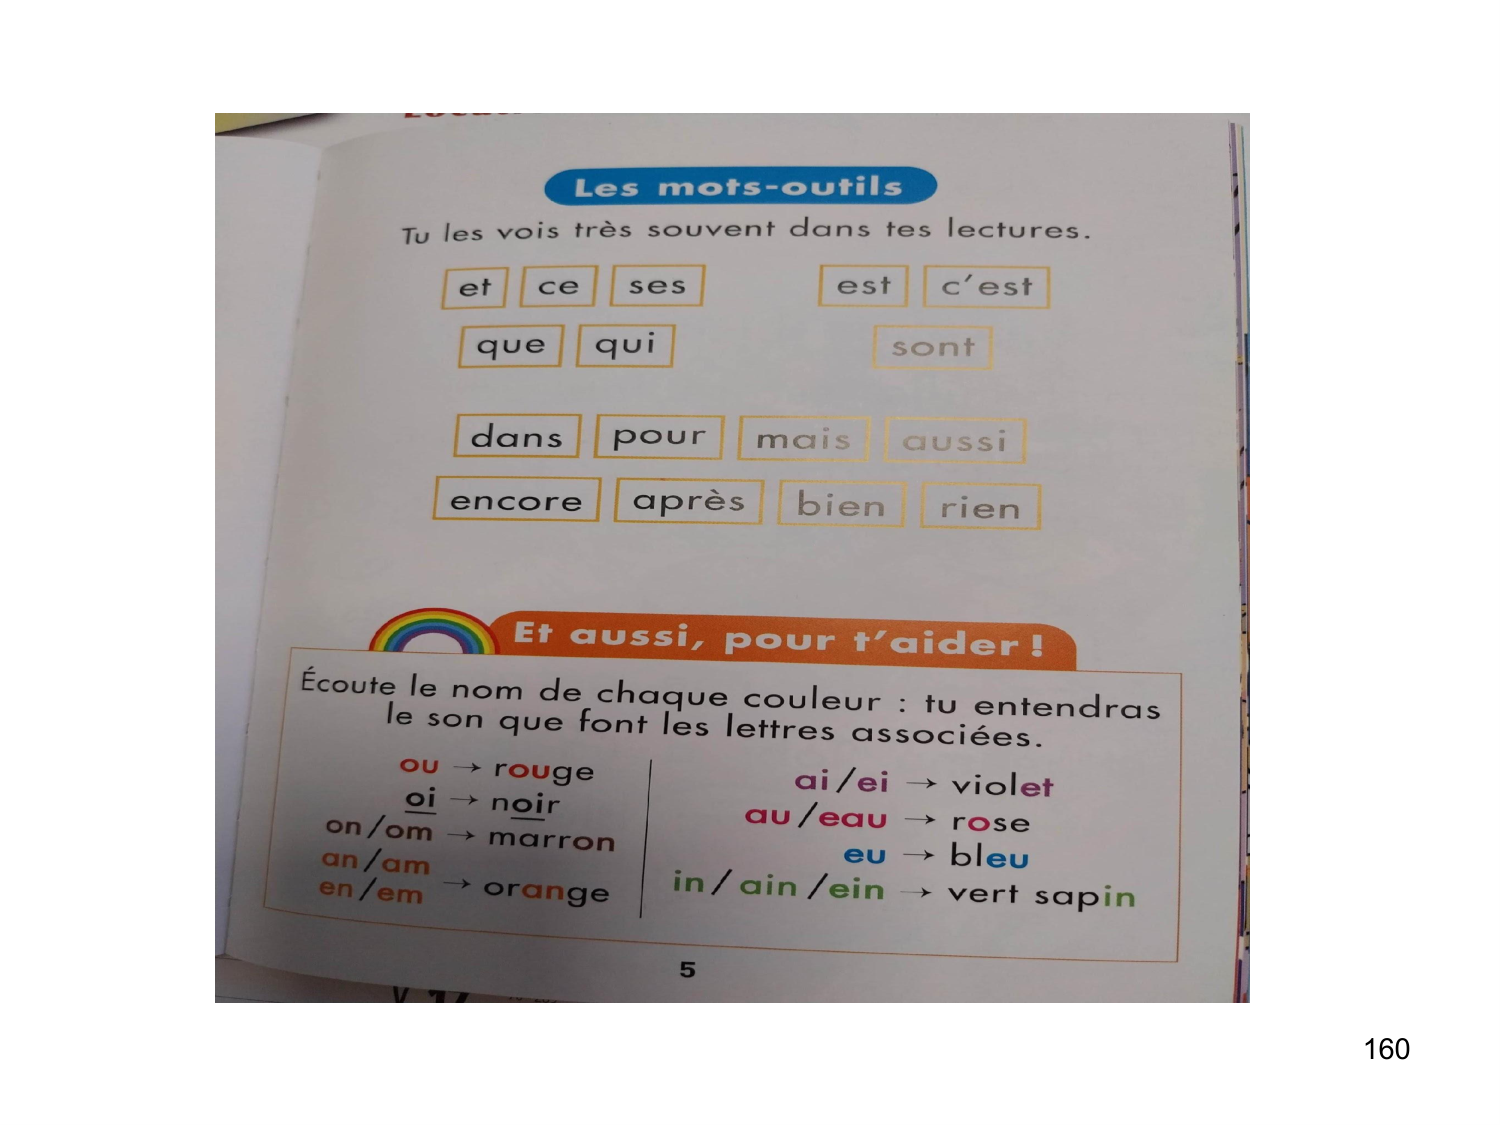 Les mots-outils
Tu les vois très souvent dans tes lectures.
et ce ses est c'est
que qui sont
dans pour mais aussi
encore après bien rien
Et aussi, pour t'aider !
Écoute le nom de chaque couleur : tu entendras
le son que font les lettres associées.
ou → rouge
oi → noir
on/om → marron
an/am
en/em → orange
ai/ei → violet
au/eau → rose
eu → bleu
in/ain/ein → vert sapin
5
160